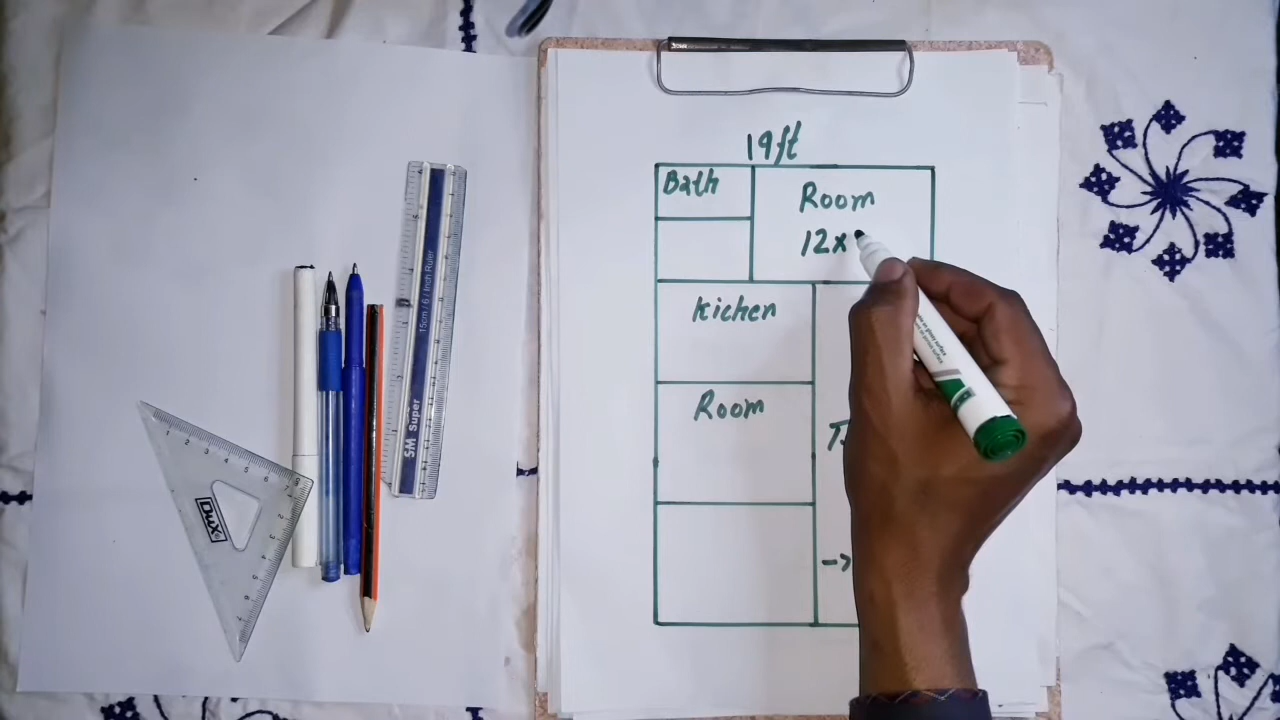 19ft
Bath
Room
12x
Kichen
Room
T
->
15cm / 6 / Inch Ruler
SM Super
DUX